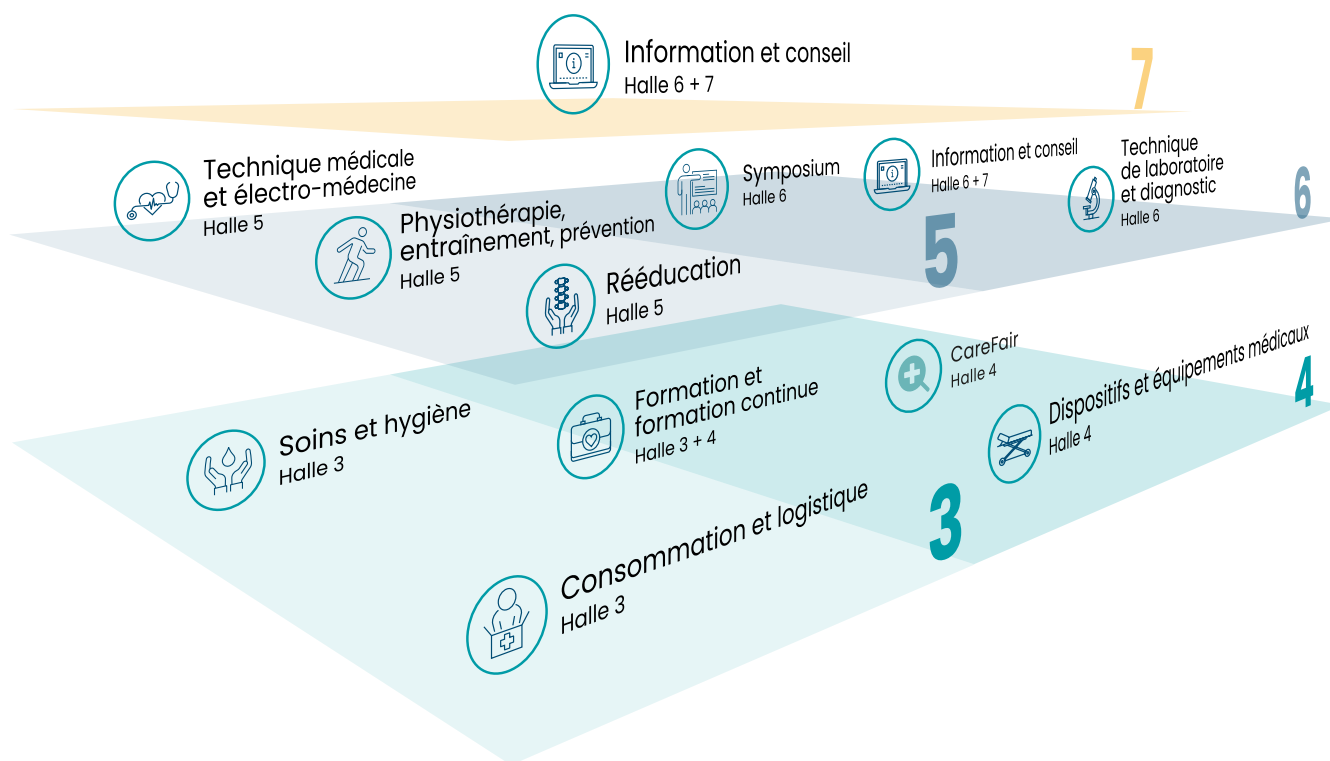 Information et conseil
Halle 6 + 7
7
Technique médicale
et électro-médecine
Halle 5
Physiothérapie,
entraînement, prévention
Halle 5
Symposium
Halle 6
Information et conseil
Halle 6 + 7
Technique
de laboratoire
et diagnostic
Halle 6
6
5
Rééducation
Halle 5
CareFair
Halle 4
Dispositifs et équipements médicaux
Halle 4
4
Formation et
formation continue
Halle 3 + 4
Soins et hygiène
Halle 3
3
Consommation et logistique
Halle 3